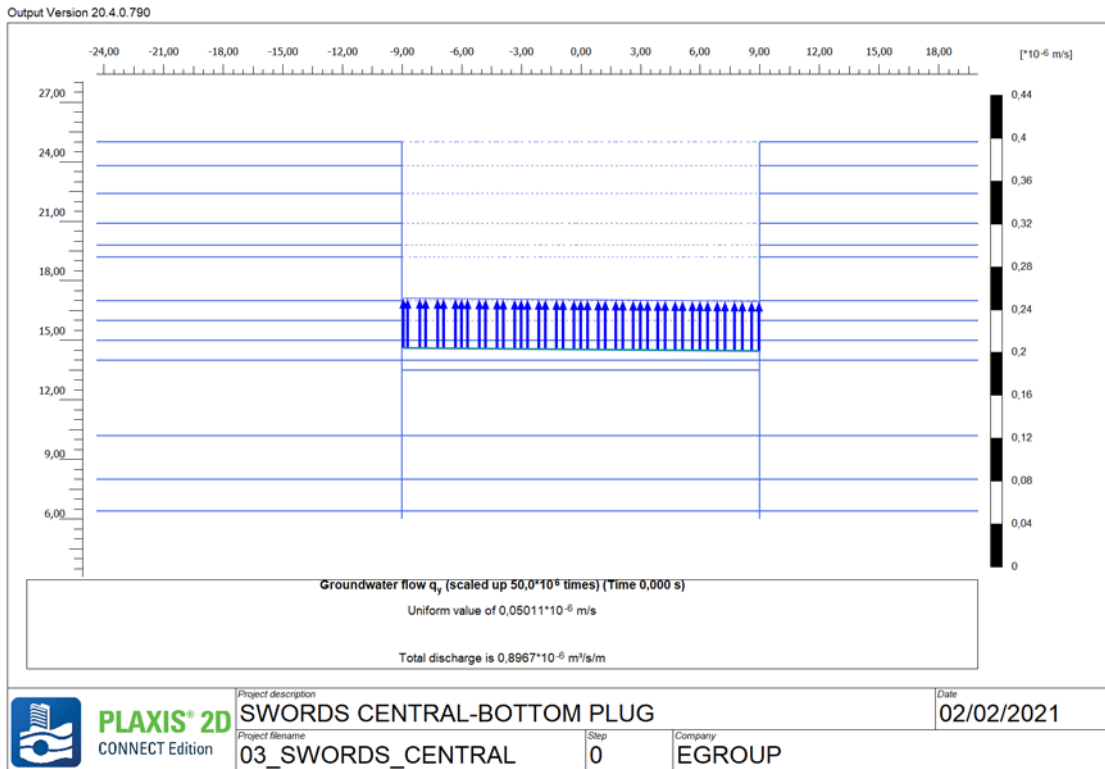 Output Version 20.4.0.790
-24,00 -21,00 -18,00 -15,00 -12,00 -9,00 -6,00 -3,00 0,00 3,00 6,00 9,00 12,00 15,00 18,00
[*10-6 m/s]
27,00
24,00
21,00
18,00
15,00
12,00
9,00
6,00
0,44
0,4
0,36
0,32
0,28
0,24
0,2
0,16
0,12
0,08
0,04
0
Groundwater flow qy (scaled up 50,0*106 times) (Time 0,000 s)
Uniform value of 0,05011*10-6 m/s
Total discharge is 0,8967*10-6 m³/s/m
PLAXIS® 2D
CONNECT Edition
Project description
SWORDS CENTRAL-BOTTOM PLUG
Date
02/02/2021
Project filename
03_SWORDS_CENTRAL
Step
0
Company
EGROUP